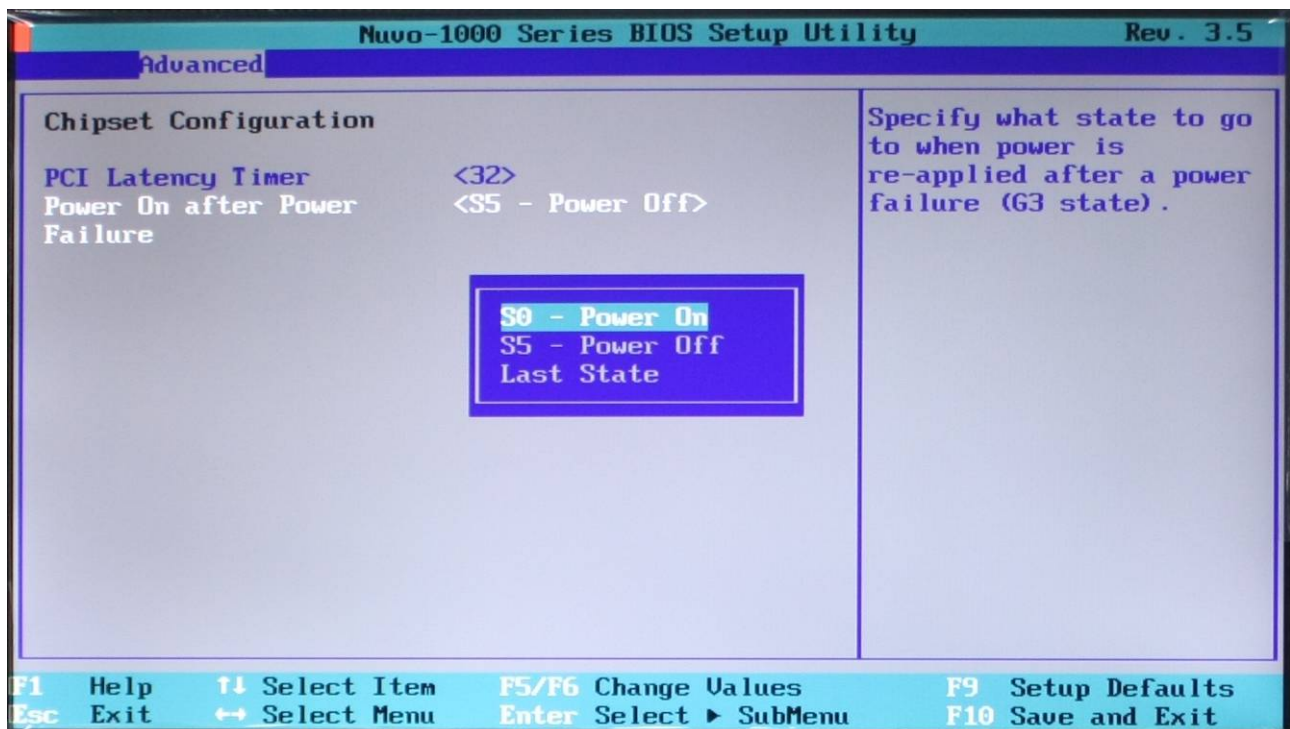 Nuvo-1000 Series BIOS Setup Utility Rev. 3.5
Advanced
Chipset Configuration
PCI Latency Timer <32>
Power On after Power <S5 - Power Off>
Failure
S0 - Power On
S5 - Power Off
Last State
Specify what state to go
to when power is
re-applied after a power
failure (G3 state).
F1 Help ↑↓ Select Item F5/F6 Change Values F9 Setup Defaults
Esc Exit ↔ Select Menu Enter Select ► SubMenu F10 Save and Exit